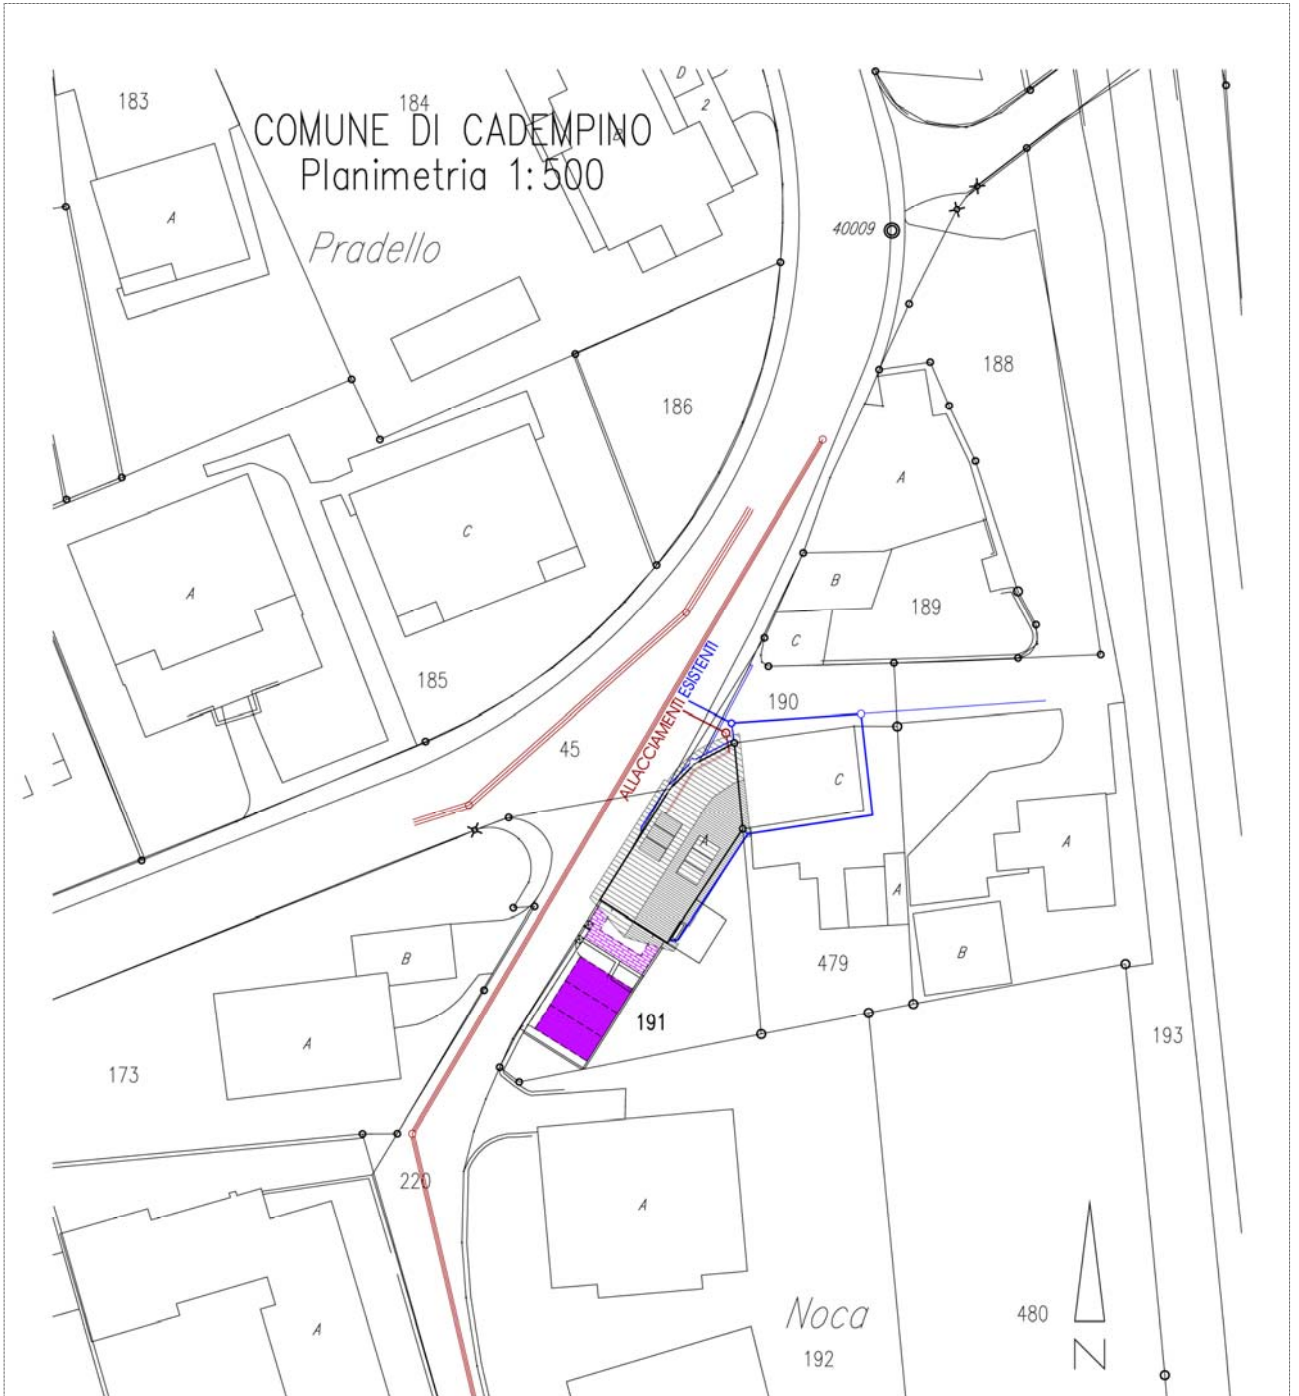 183
184
D
2
COMUNE DI CADEMPINO
B
Planimetria 1:500
A
Pradello
40009
188
186
A
C
B
A
189
C
185
190
ALLACCIAMENTI ESISTENTI
45
C
A
A
A
B
B
479
191
A
193
173
220
A
A
Noca
480
192
N